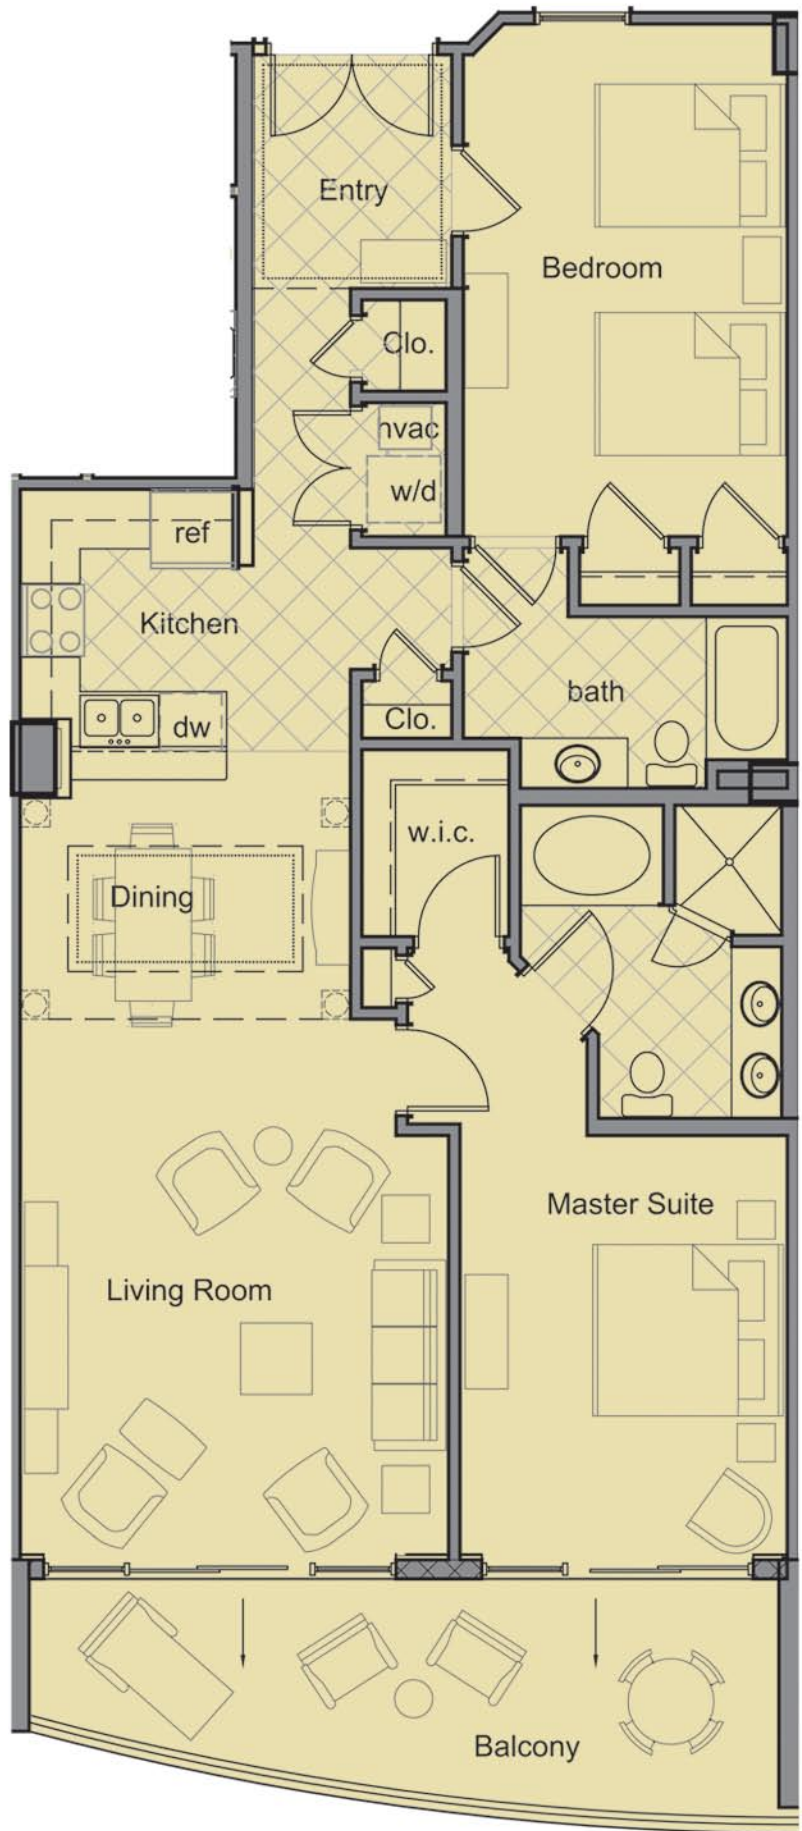 Entry
Bedroom
Clo.
hvac
w/d
ref
Kitchen
bath
Clo.
dw
w.i.c.
Dining
Master Suite
Living Room
Balcony